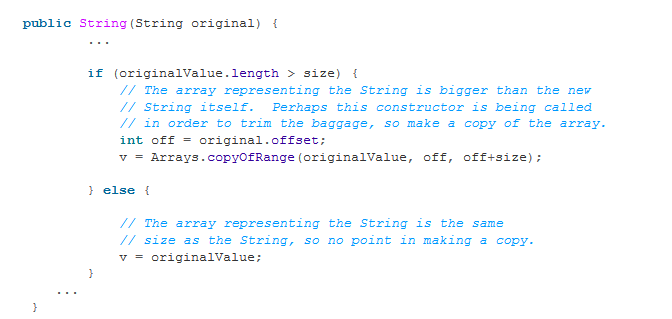 public String(String original) {
...
if (originalValue.length > size) {
// The array representing the String is bigger than the new
// String itself.  Perhaps this constructor is being called
// in order to trim the baggage, so make a copy of the array.
int off = original.offset;
v = Arrays.copyOfRange(originalValue, off, off+size);
} else {
// The array representing the String is the same
// size as the String, so no point in making a copy.
v = originalValue;
}
...
}